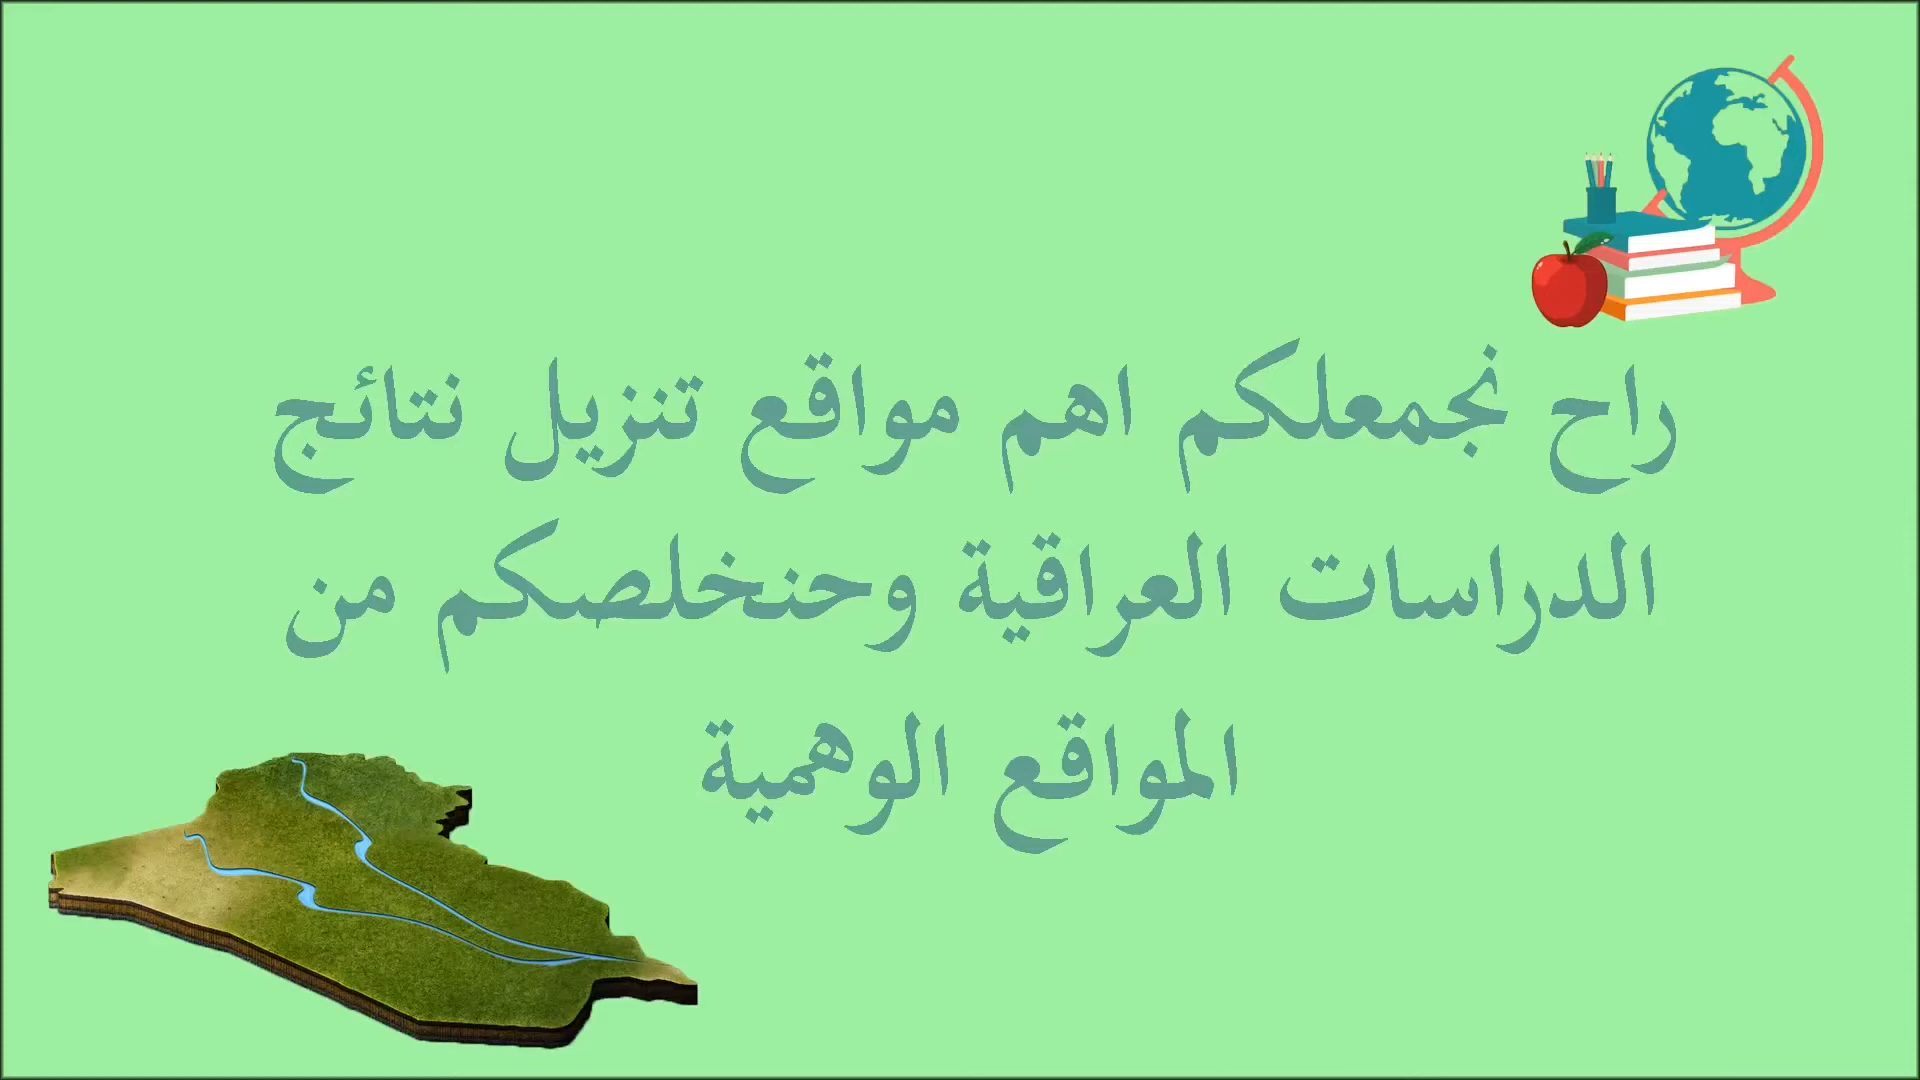 راح نجمعلكم اهم مواقع تنزيل نتائج
الدراسات العراقية وحنخلصكم من
المواقع الوهمية